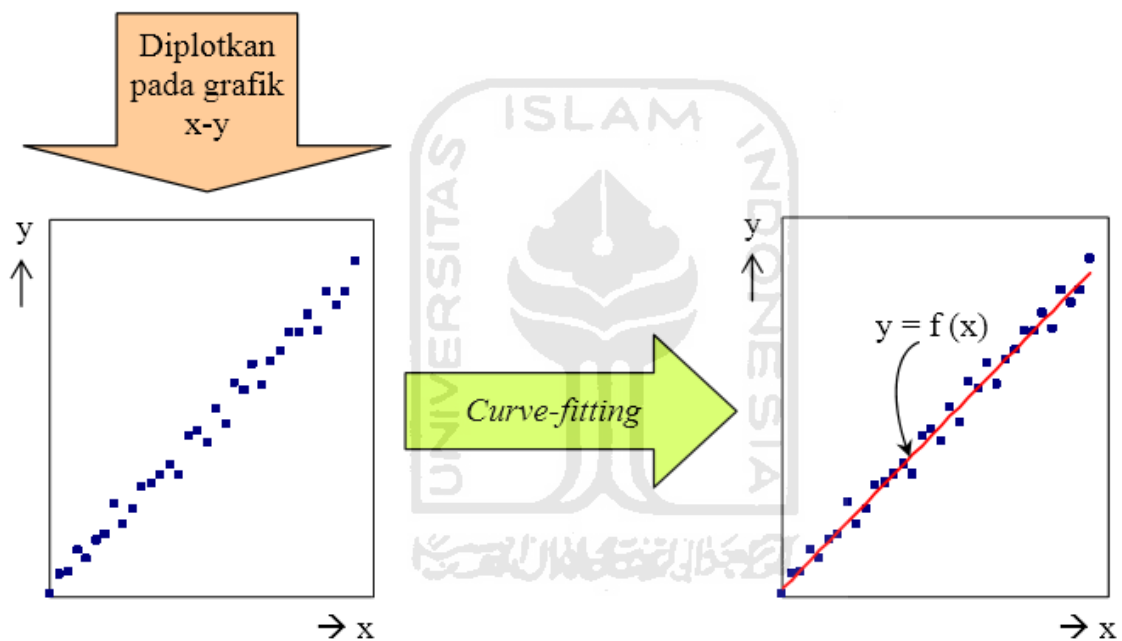 Diplotkan
pada grafik
x-y
ISLAM
UNIVERSITAS
INDONESIA
y
→ x
Curve-fitting
y
y = f (x)
→ x